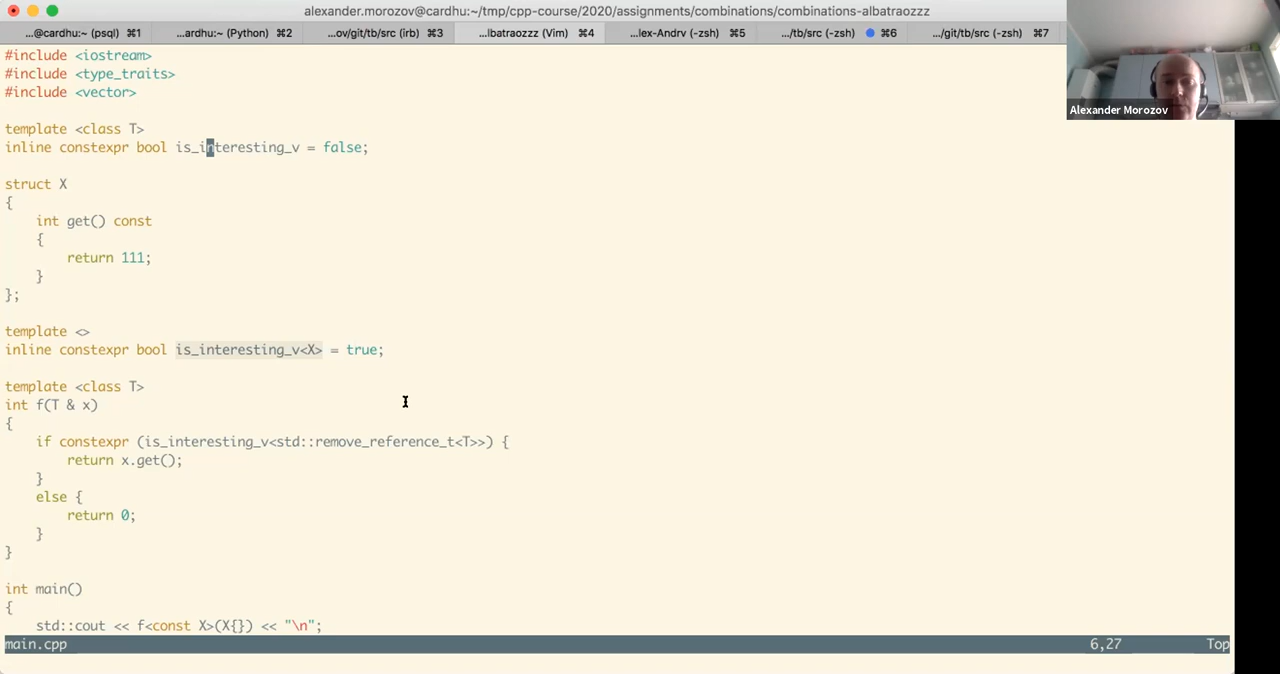 alexander.morozov@cardhu:~/tmp/cpp-course/2020/assignments/combinations/combinations-albatraozzz
...@cardhu:~ (psql) ⌘1 ...ardhu:~ (Python) ⌘2 ...ov/git/tb/src (irb) ⌘3 ...lbatraozzz (Vim) ⌘4 ...lex-Andrv (-zsh) ⌘5 .../tb/src (-zsh) ⌘6 .../git/tb/src (-zsh) ⌘7
Alexander Morozov
#include <iostream>
#include <type_traits>
#include <vector>
template <class T>
inline constexpr bool is_interesting_v = false;
struct X
{
    int get() const
    {
        return 111;
    }
};
template <>
inline constexpr bool is_interesting_v<X> = true;
template <class T>
int f(T & x)
{
    if constexpr (is_interesting_v<std::remove_reference_t<T>>) {
        return x.get();
    }
    else {
        return 0;
    }
}
int main()
{
    std::cout << f<const X>(X{}) << "\n";
main.cpp 6,27 Top